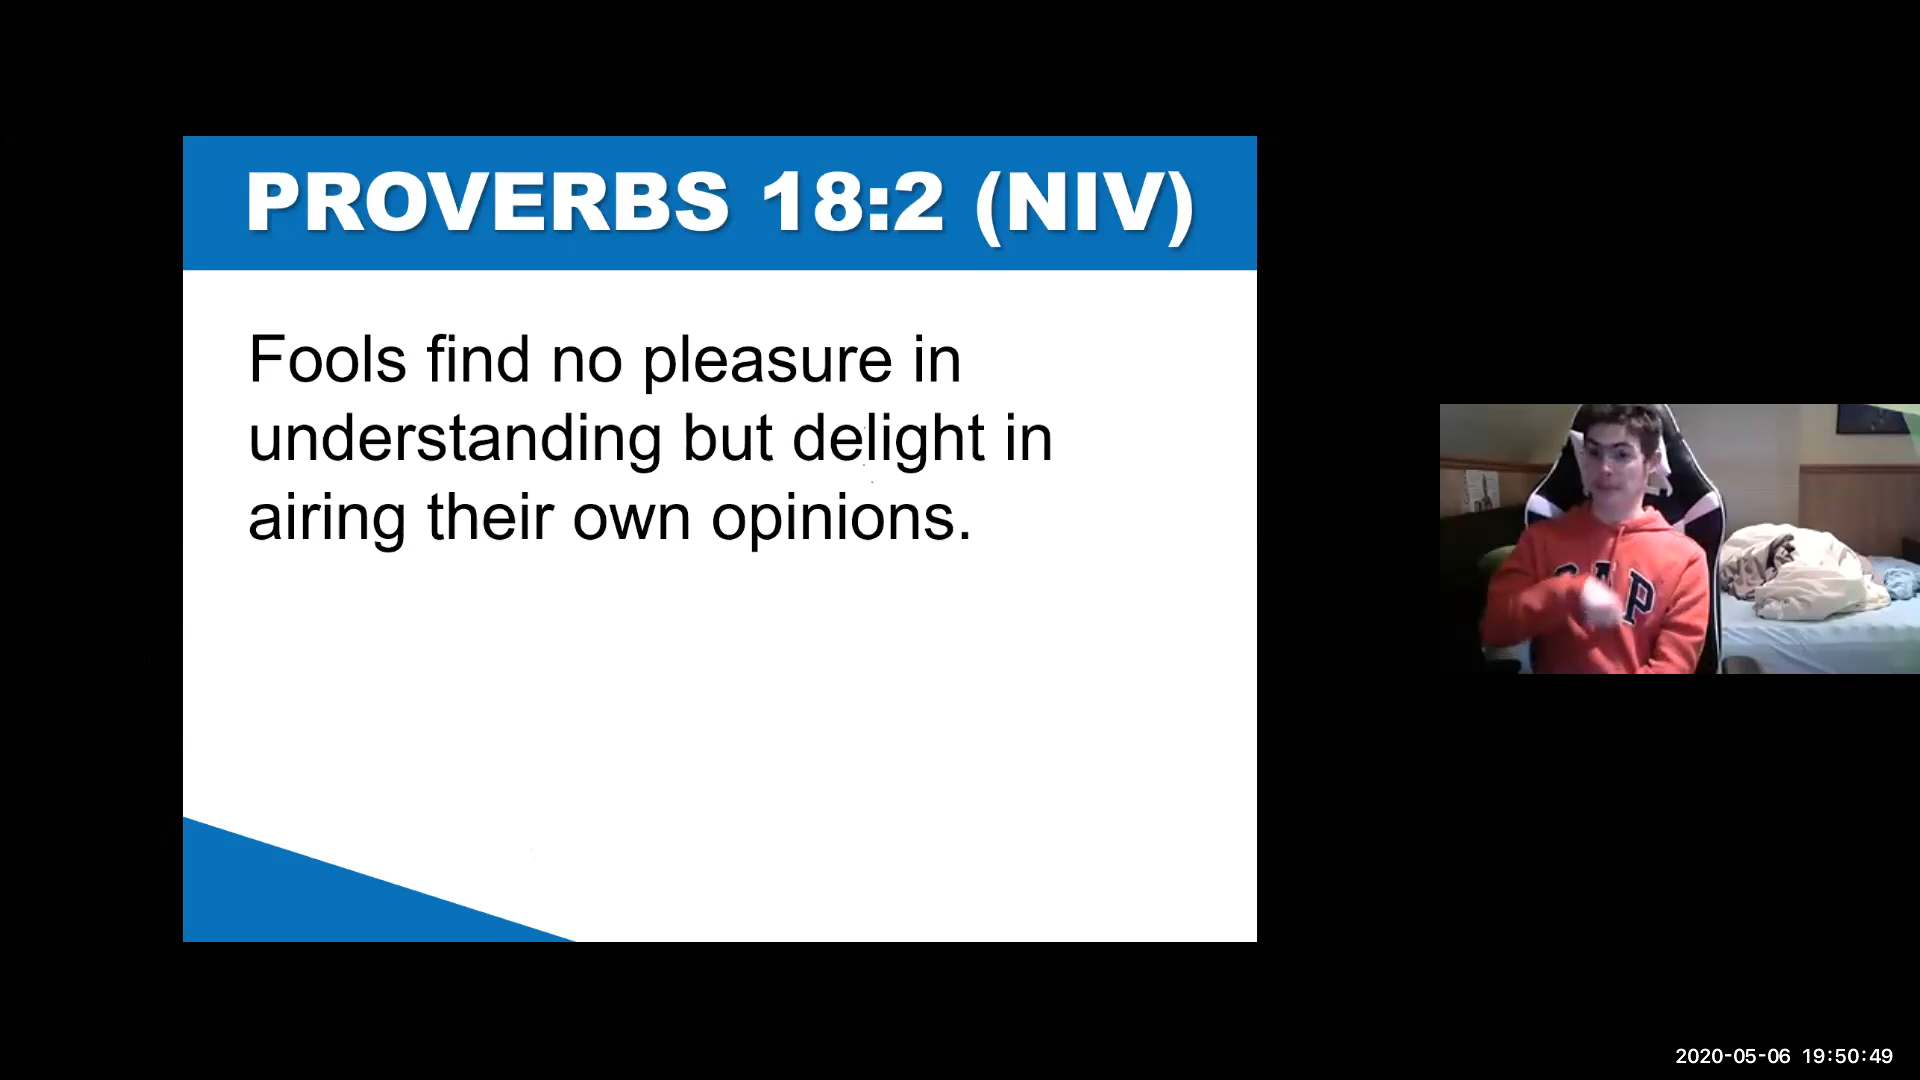 PROVERBS 18:2 (NIV)
Fools find no pleasure in
understanding but delight in
airing their own opinions.
GAP
2020-05-06 19:50:49